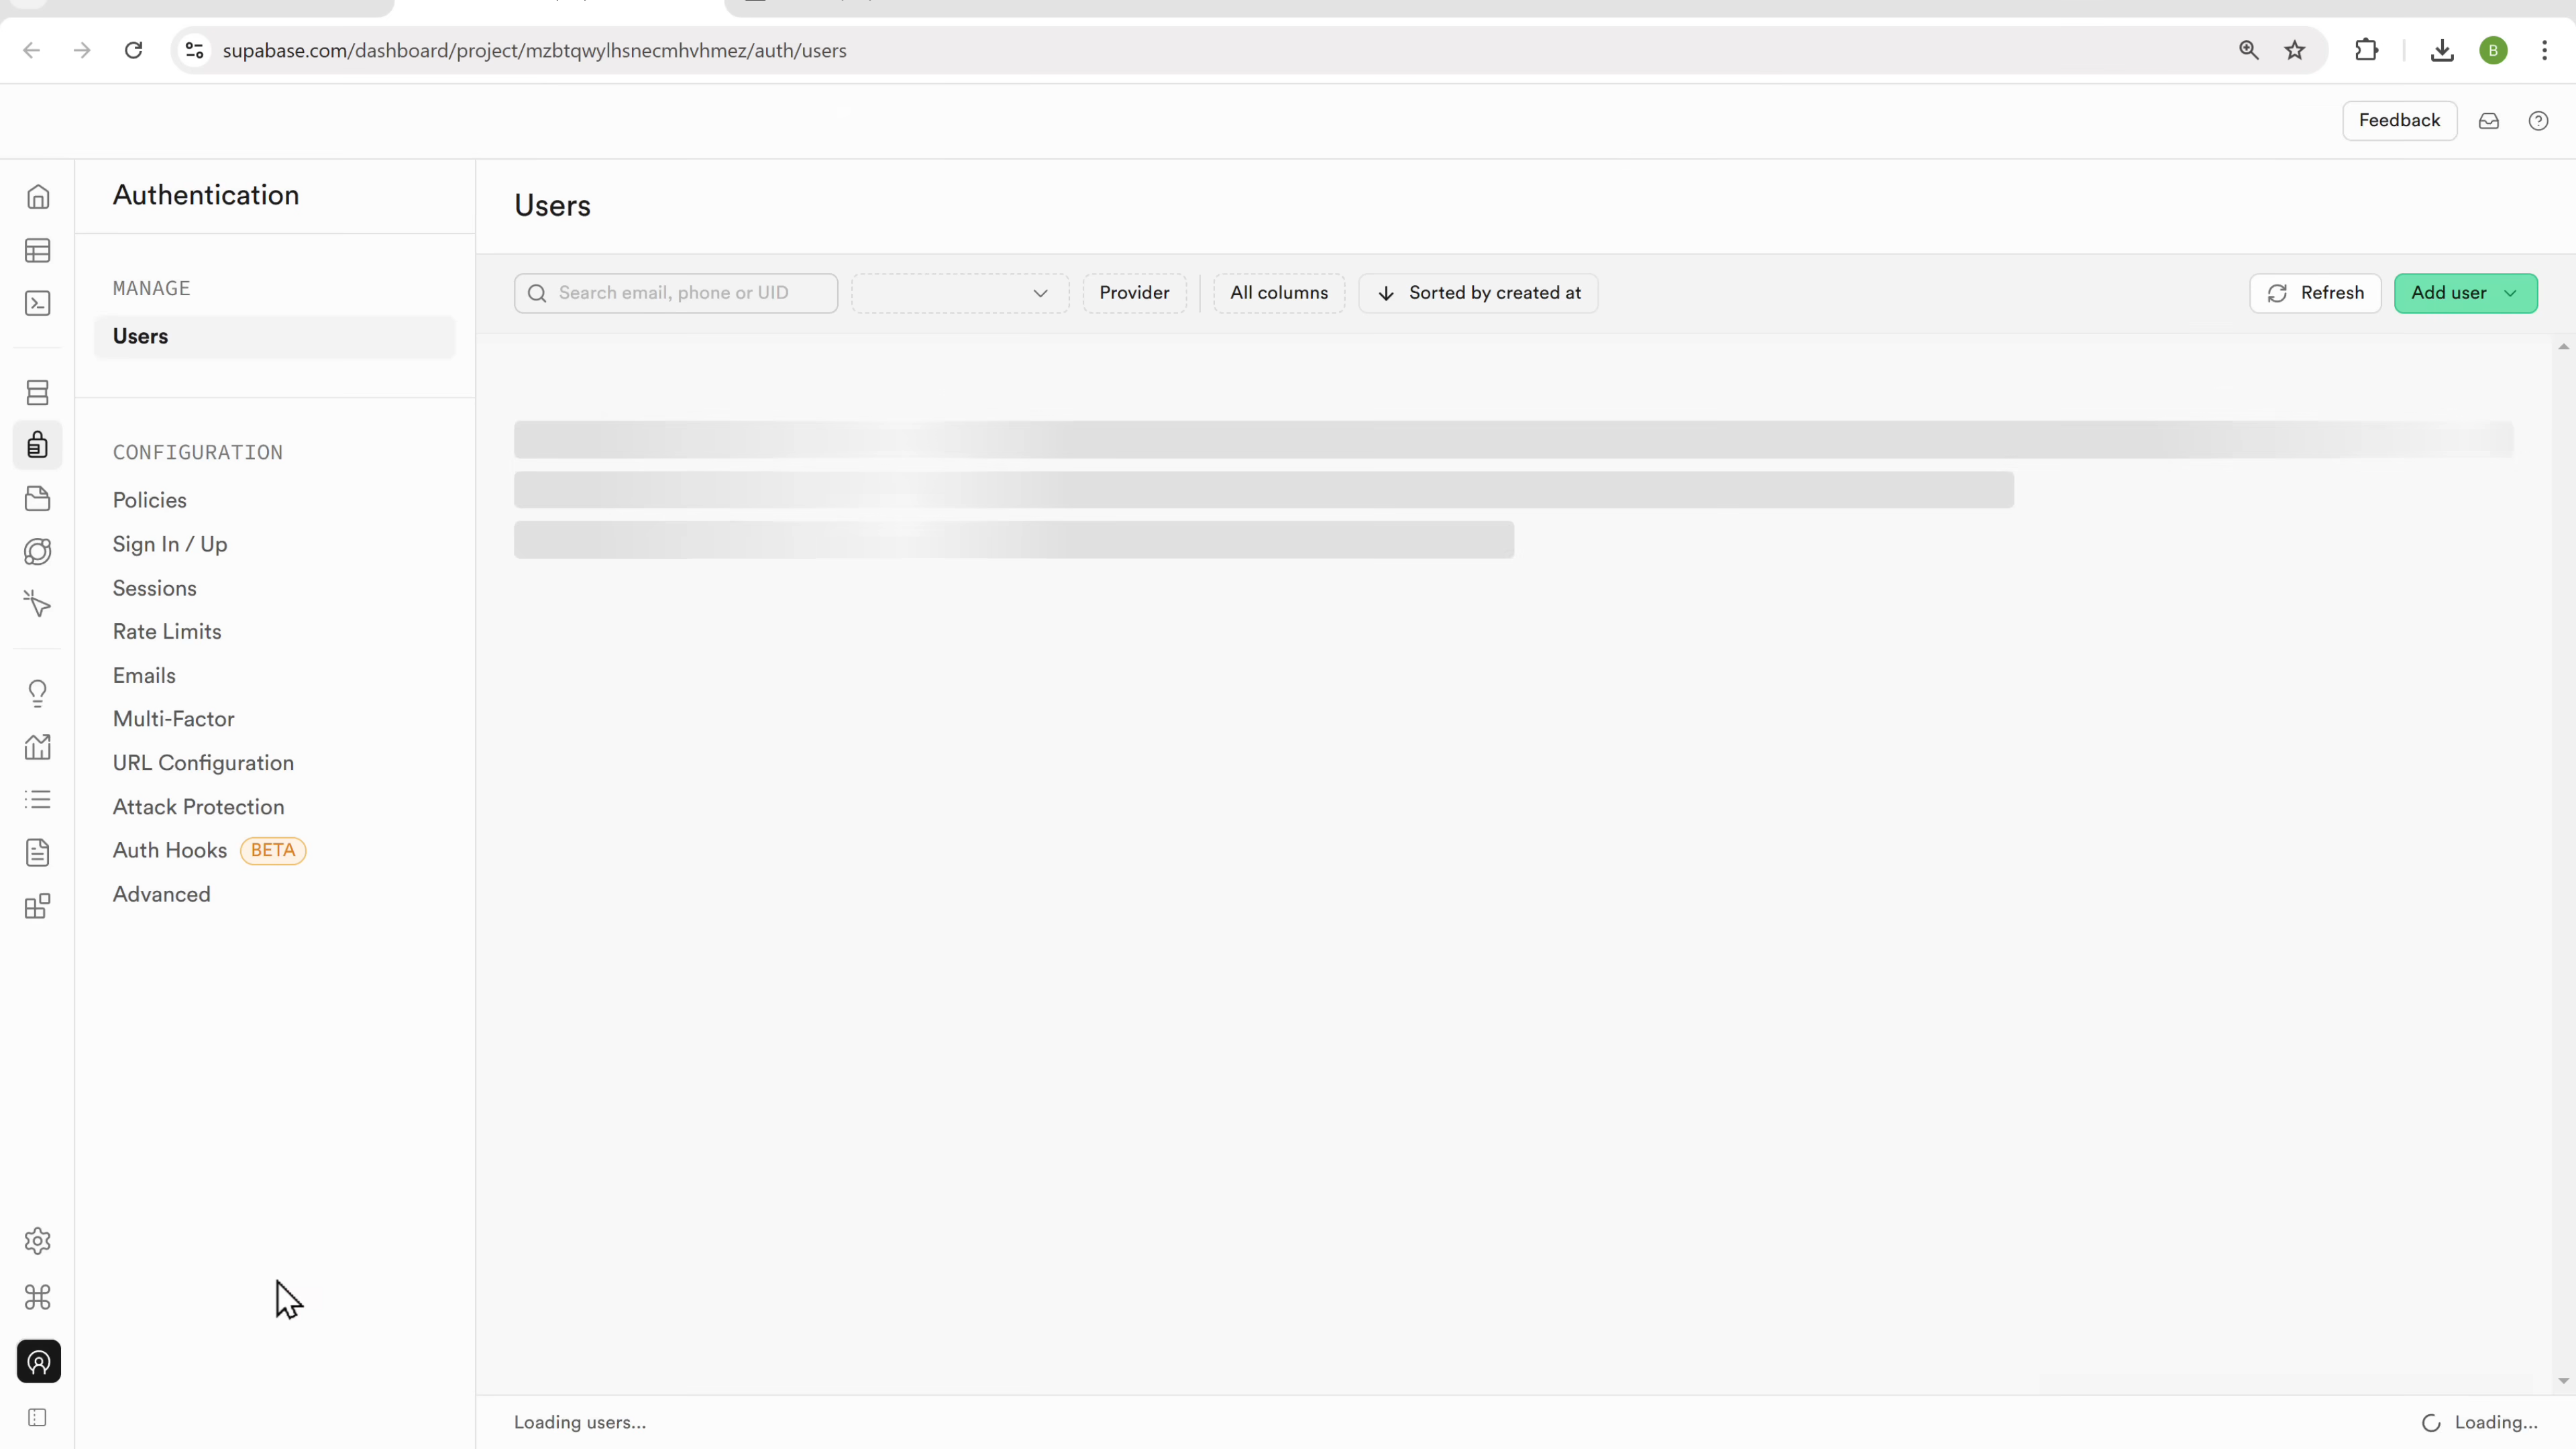 supabase.com/dashboard/project/mzbtqwylhsnecmhvhmez/auth/users
B
Feedback
Authentication
MANAGE
Users
CONFIGURATION
Policies
Sign In / Up
Sessions
Rate Limits
Emails
Multi-Factor
URL Configuration
Attack Protection
Auth Hooks BETA
Advanced
Users
Search email, phone or UID
Provider
All columns
Sorted by created at
Refresh
Add user
Loading users...
Loading...